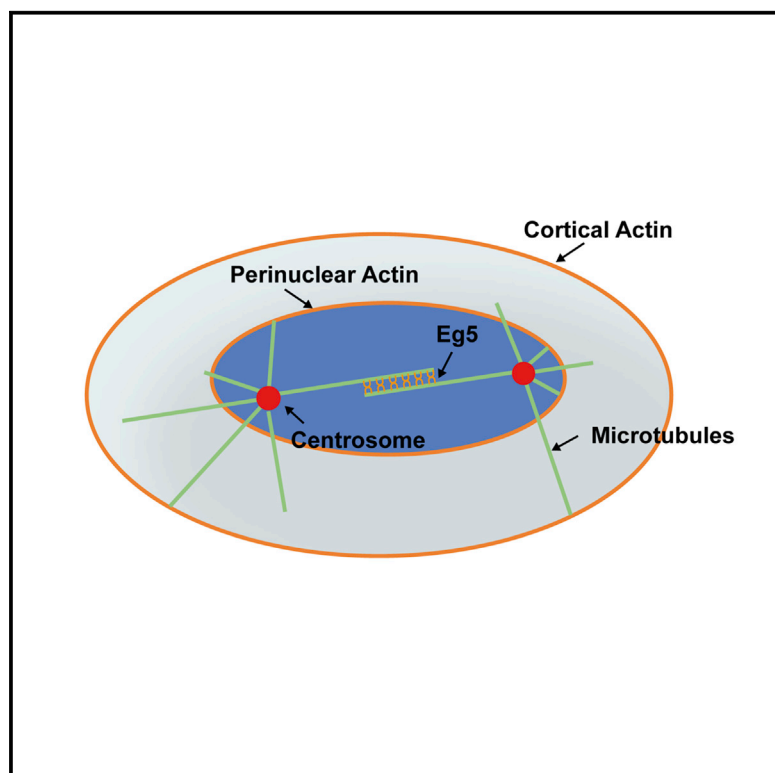 Cortical Actin
Perinuclear Actin
Eg5
Centrosome
Microtubules